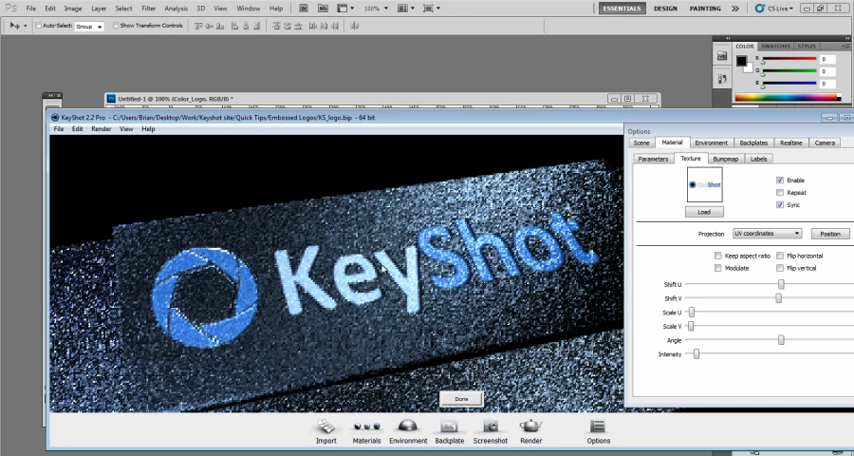 Ps File Edit Image Layer Select Filter Analysis 3D View Window Help Br Mb 100% ESSENTIALS DESIGN PAINTING CS Live
Auto-Select: Group Show Transform Controls
COLOR SWATCHES STYLES
R 0
G 0
B 0
Untitled-1 @ 100% (Color_Logo, RGB/8) *
KeyShot 2.2 Pro - C:/Users/Brian/Desktop/Work/Keyshot site/Quick Tips/Embossed Logos/KS_logo.bip - 64 bit
File Edit Render View Help
Options
Scene Material Environment Backplates Realtime Camera
Parameters Texture Bumpmap Labels
KeyShot
Enable
Repeat
Sync
Load
Projection UV coordinates Position
Keep aspect ratio Flip horizontal
Modulate Flip vertical
Shift U
Shift V
Scale U
Scale V
Angle
Intensity
KeyShot
Done
Import Materials Environment Backplate Screenshot Render Options